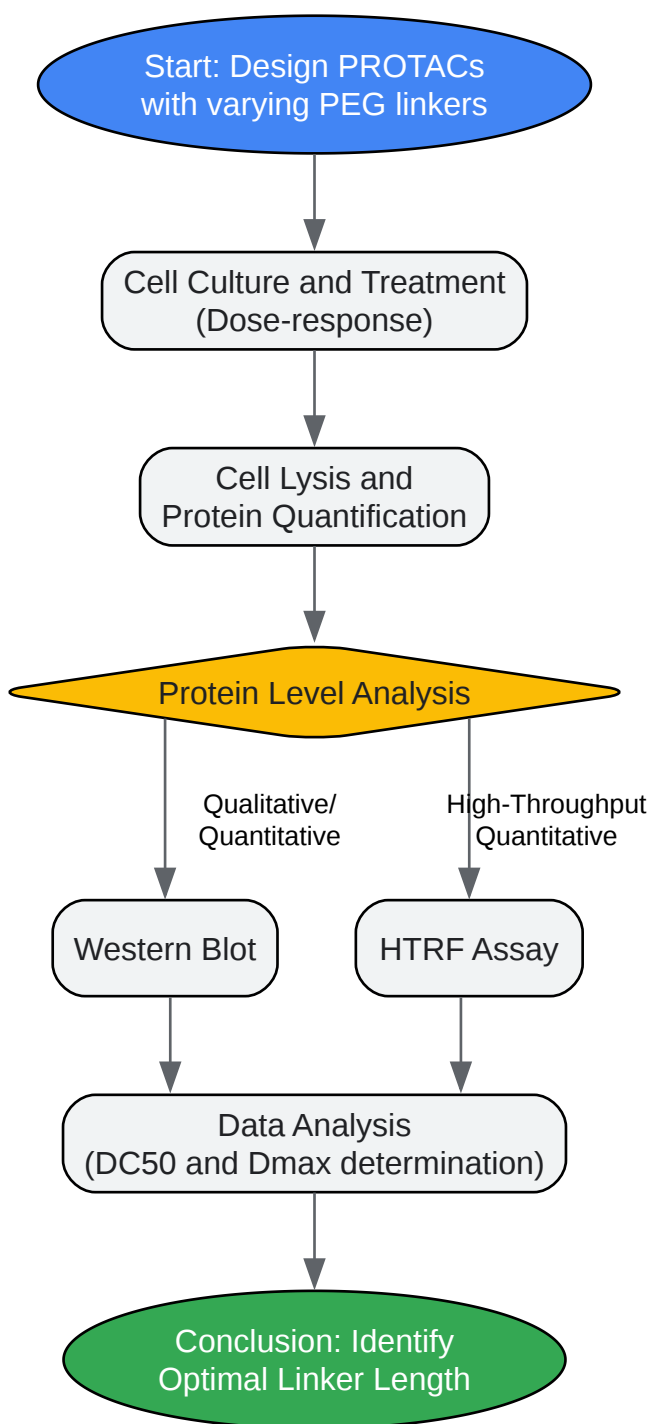 Start: Design PROTACs
with varying PEG linkers
Cell Culture and Treatment
(Dose-response)
Cell Lysis and
Protein Quantification
Protein Level Analysis
Qualitative/
Quantitative
High-Throughput
Quantitative
Western Blot
HTRF Assay
Data Analysis
(DC50 and Dmax determination)
Conclusion: Identify
Optimal Linker Length